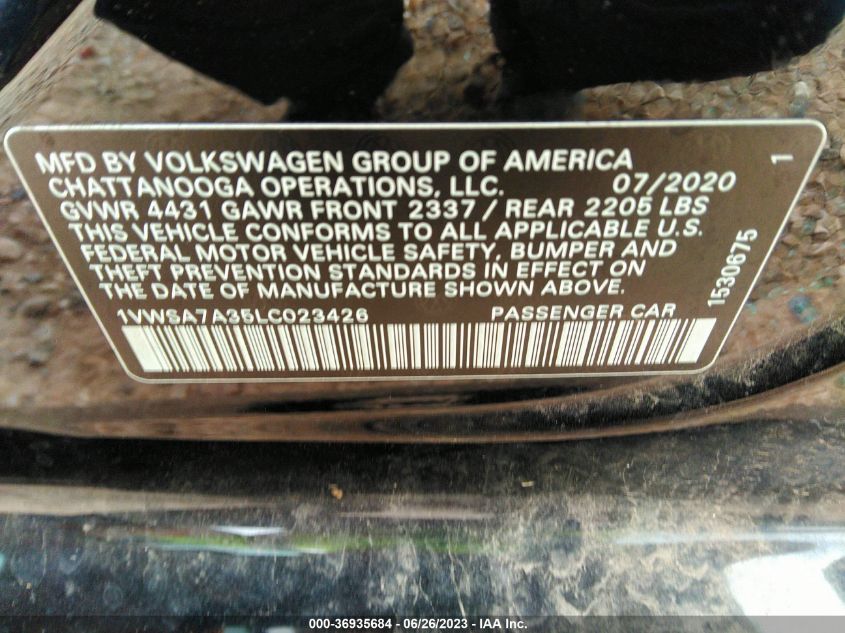 MFD BY VOLKSWAGEN GROUP OF AMERICA
CHATTANOOGA OPERATIONS, LLC. 07/2020
GVWR 4431 GAWR FRONT 2337 / REAR 2205 LBS
THIS VEHICLE CONFORMS TO ALL APPLICABLE U.S.
FEDERAL MOTOR VEHICLE SAFETY, BUMPER AND
THEFT PREVENTION STANDARDS IN EFFECT ON
THE DATE OF MANUFACTURE SHOWN ABOVE.
1VWSA7A35LC023426 PASSENGER CAR
1530675
1
000-36935684 - 06/26/2023 - IAA Inc.